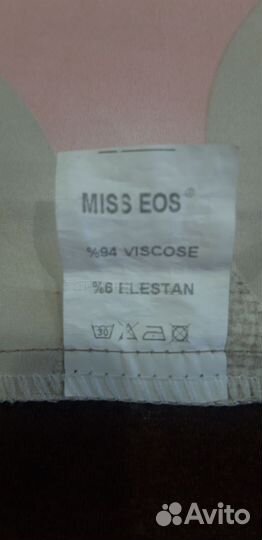 MISS EOS®
%94 VISCOSE
%6 ELESTAN
30
Avito